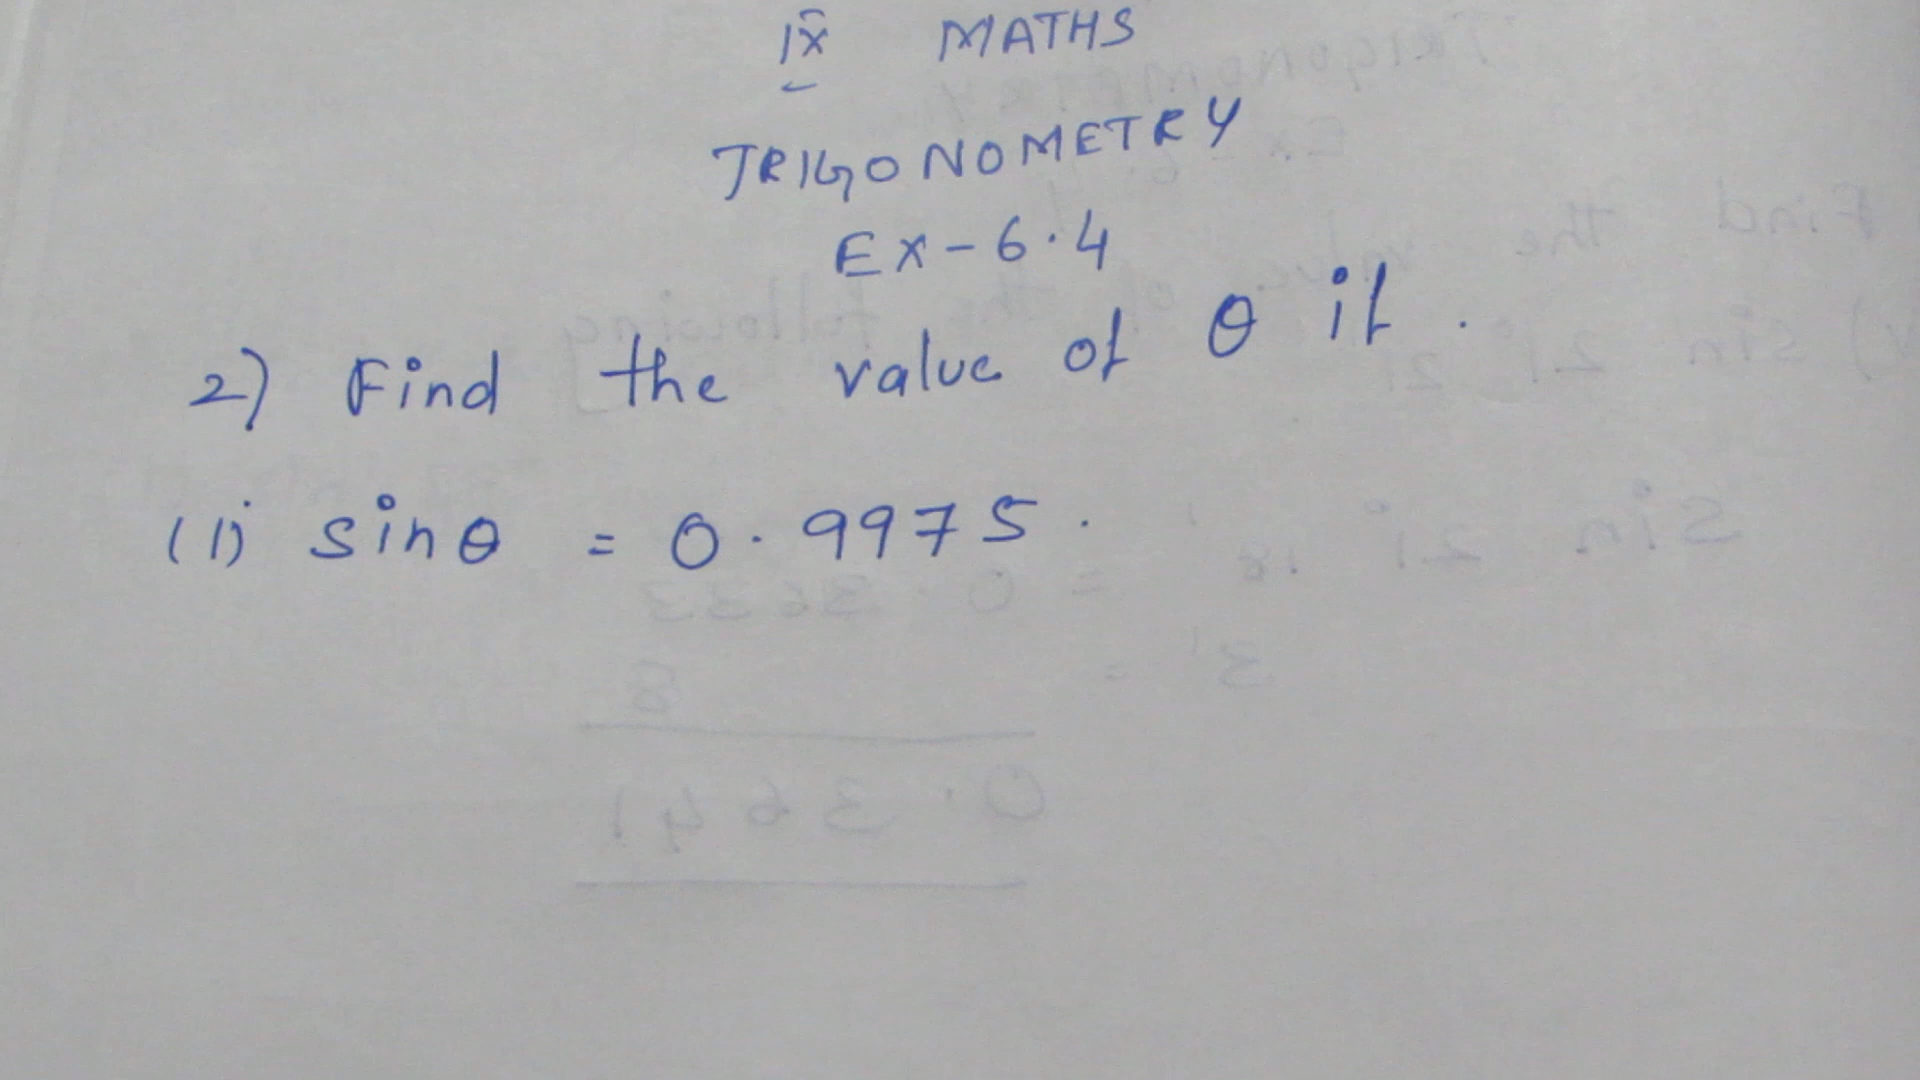 IX MATHS
TRIGONOMETRY
EX-6.4
2) Find the value of θ if.
(i) sinθ = 0.9975.